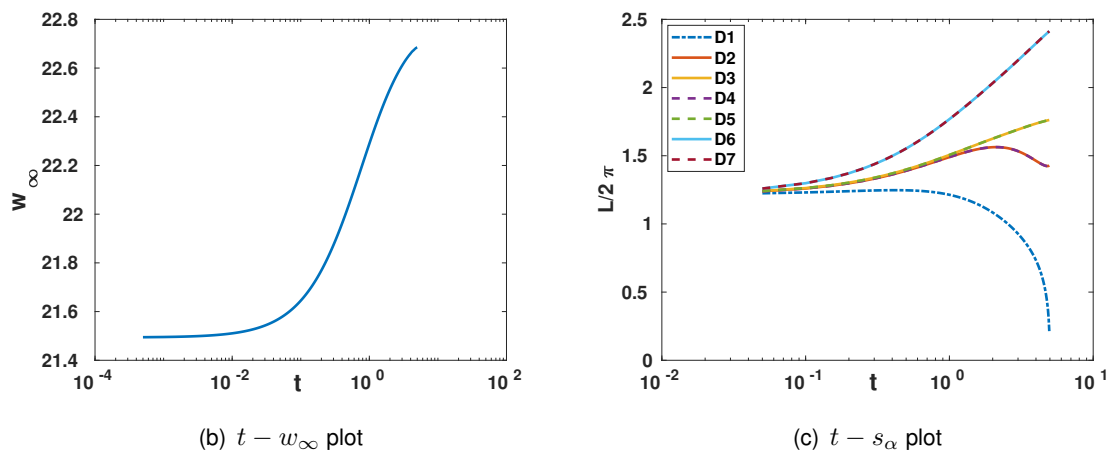 22.8
22.6
22.4
22.2
22
21.8
21.6
21.4
w ∞
10^-4
10^-2
10^0
10^2
t
(b) t − w∞ plot
2.5
2
1.5
1
0.5
0
L/2 π
D1
D2
D3
D4
D5
D6
D7
10^-2
10^-1
10^0
10^1
t
(c) t − sα plot